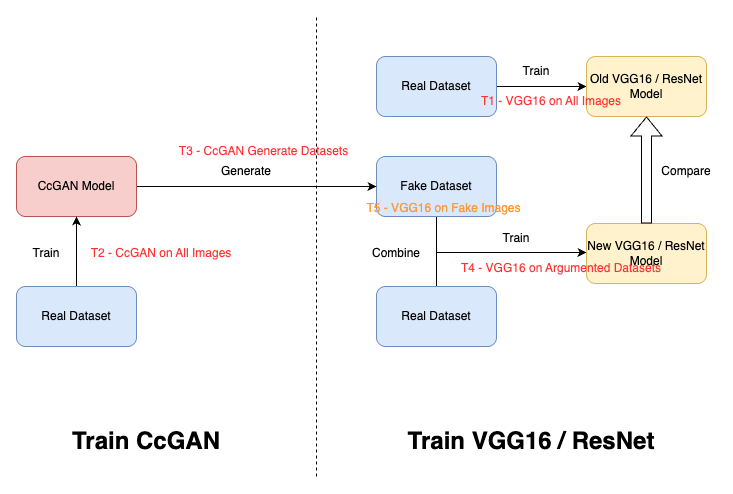 Real Dataset
Train
Old VGG16 / ResNet
Model
T1 - VGG16 on All Images
T3 - CcGAN Generate Datasets
Generate
CcGAN Model
Fake Dataset
T5 - VGG16 on Fake Images
Compare
Train
T2 - CcGAN on All Images
Combine
Train
New VGG16 / ResNet
Model
T4 - VGG16 on Argumented Datasets
Real Dataset
Real Dataset
Train CcGAN
Train VGG16 / ResNet